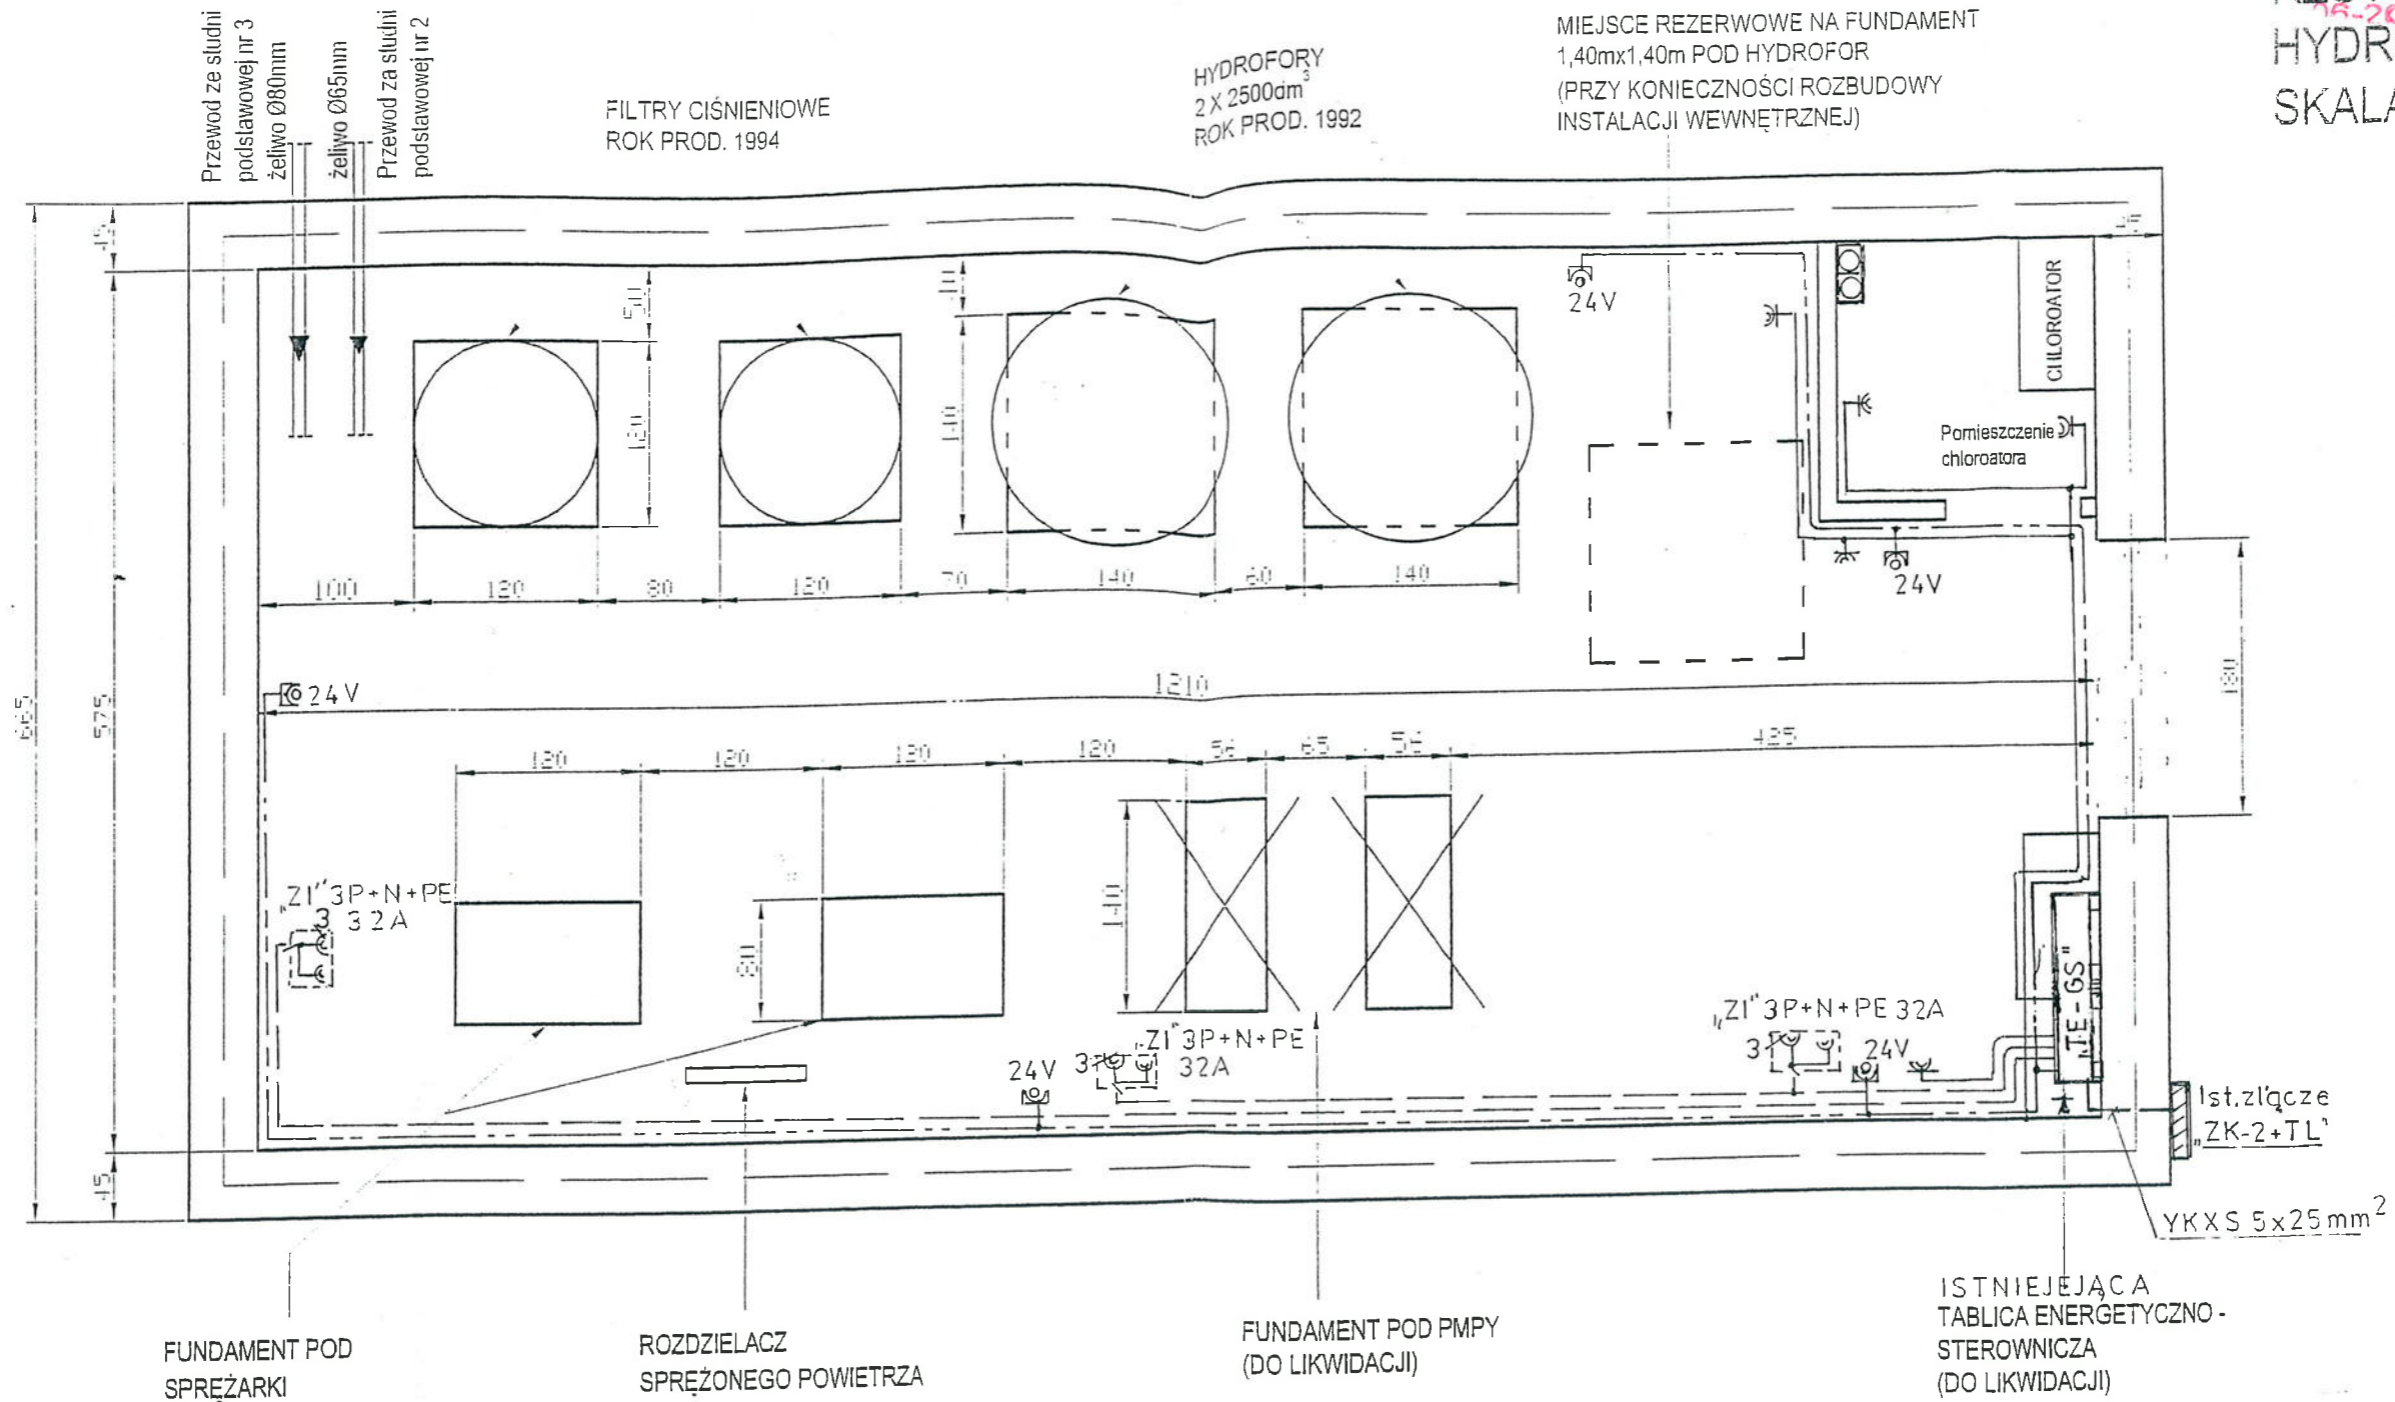 Przewod ze studni
podstawowej nr 3
żeliwo Ø80mm
żeliwo Ø65mm
Przewod za studni
podstawowej nr 2
FILTRY CIŚNIENIOWE
ROK PROD. 1994
HYDROFORY
2 X 2500dm³
ROK PROD. 1992
MIEJSCE REZERWOWE NA FUNDAMENT
1,40mx1,40m POD HYDROFOR
(PRZY KONIECZNOŚCI ROZBUDOWY
INSTALACJI WEWNĘTRZNEJ)
HYDR
SKALA
45
45
50
24V
CHLOROATOR
120
140
Pomieszczenie
chloroatora
100
120
80
120
70
140
60
140
24V
665
575
24V
1210
180
120
120
120
120
56
65
56
425
„ZI" 3P+N+PE
3 32A
80
140
„TE-GS"
„ZI" 3P+N+PE
3 32A
24V
„ZI" 3P+N+PE 32A
3
24V
Ist.złącze
„ZK-2+TL"
45
YKXS 5x25mm²
FUNDAMENT POD
SPRĘŻARKI
ROZDZIELACZ
SPRĘŻONEGO POWIETRZA
FUNDAMENT POD PMPY
(DO LIKWIDACJI)
ISTNIEJEJĄCA
TABLICA ENERGETYCZNO -
STEROWNICZA
(DO LIKWIDACJI)